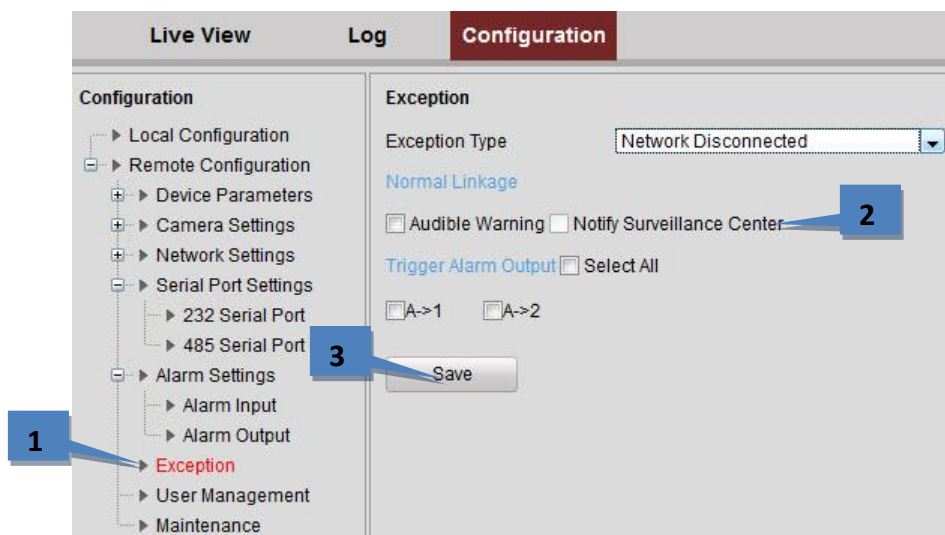 Live View Log Configuration
Configuration
Local Configuration
Remote Configuration
Device Parameters
Camera Settings
Network Settings
Serial Port Settings
232 Serial Port
485 Serial Port
Alarm Settings
Alarm Input
Alarm Output
Exception
User Management
Maintenance
Exception
Exception Type Network Disconnected
Normal Linkage
Audible Warning Notify Surveillance Center
Trigger Alarm Output Select All
A->1 A->2
Save
1
2
3